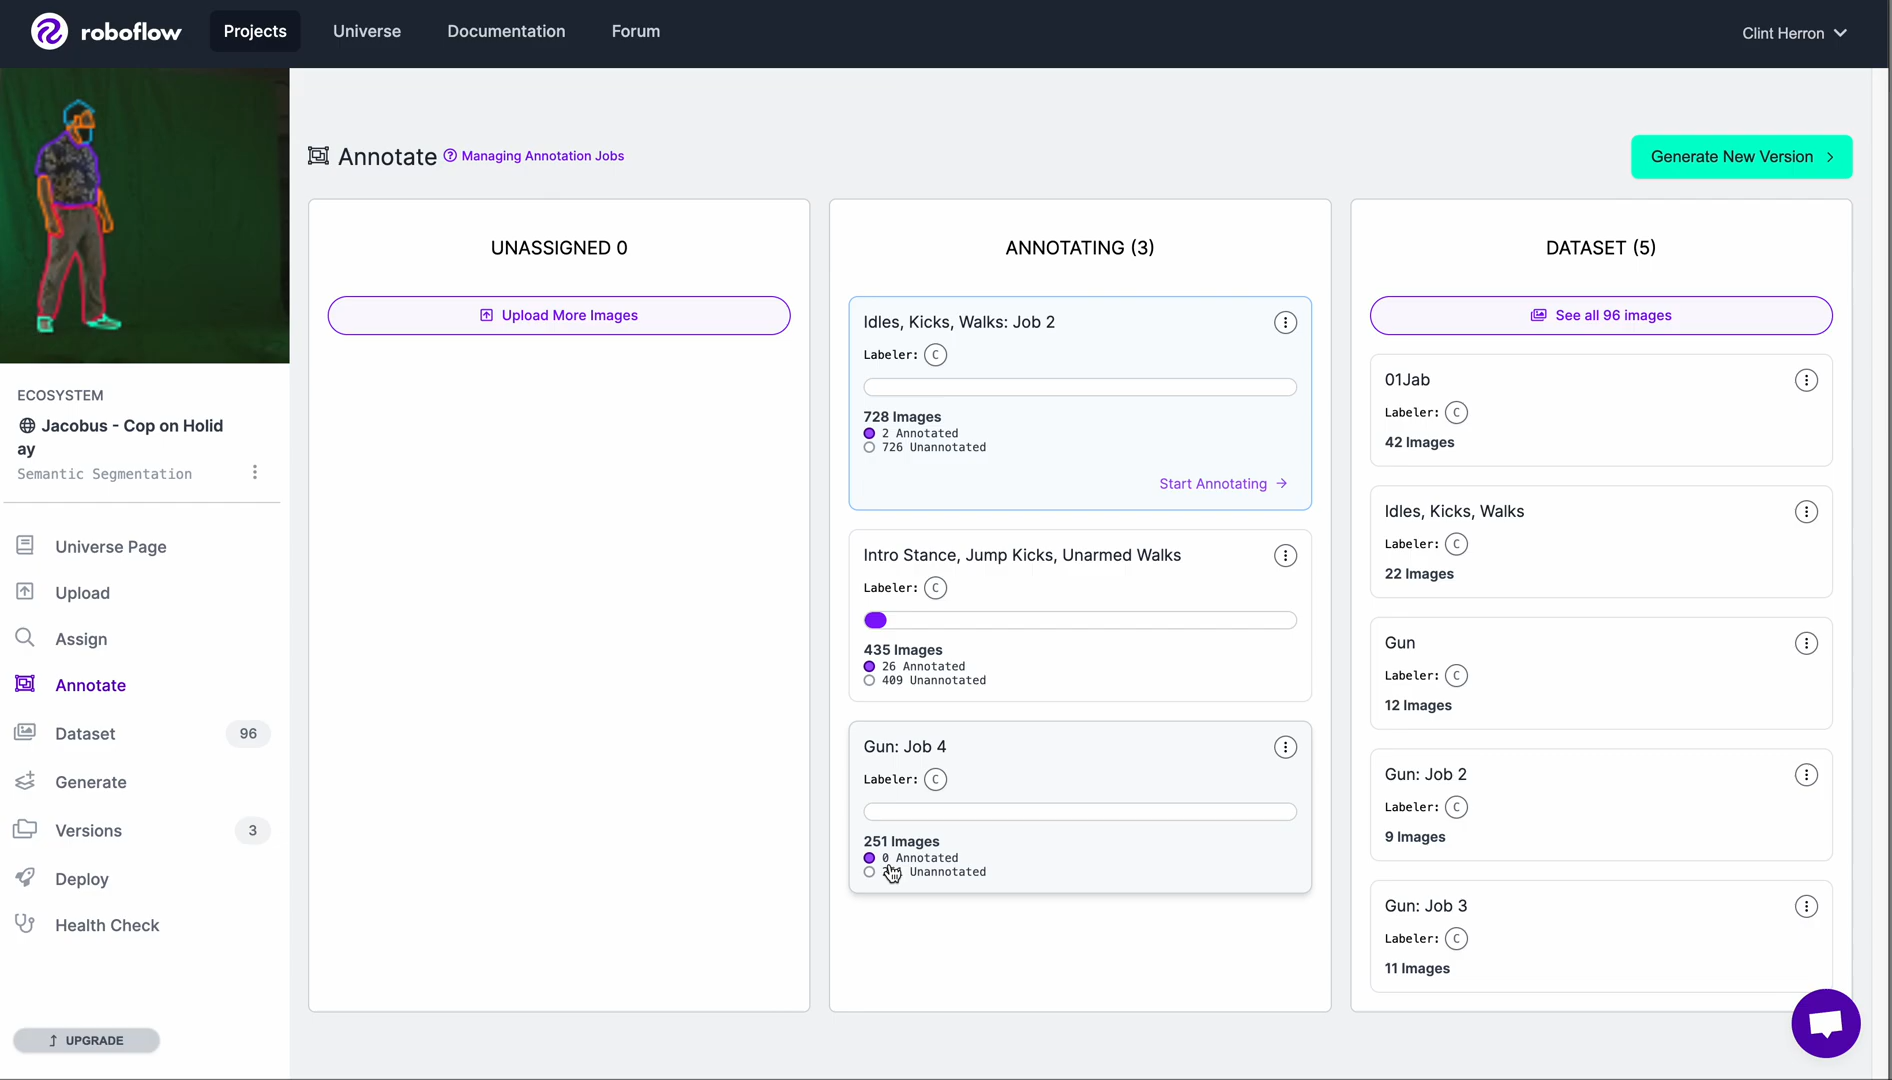 roboflow
Projects
Universe
Documentation
Forum
Clint Herron
ECOSYSTEM
Jacobus - Cop on Holid
ay
Semantic Segmentation
Universe Page
Upload
Assign
Annotate
Dataset 96
Generate
Versions 3
Deploy
Health Check
UPGRADE
Annotate
Managing Annotation Jobs
Generate New Version
UNASSIGNED 0
Upload More Images
ANNOTATING (3)
Idles, Kicks, Walks: Job 2
Labeler: C
728 Images
2 Annotated
726 Unannotated
Start Annotating
Intro Stance, Jump Kicks, Unarmed Walks
Labeler: C
435 Images
26 Annotated
409 Unannotated
Gun: Job 4
Labeler: C
251 Images
0 Annotated
Unannotated
DATASET (5)
See all 96 images
01Jab
Labeler: C
42 Images
Idles, Kicks, Walks
Labeler: C
22 Images
Gun
Labeler: C
12 Images
Gun: Job 2
Labeler: C
9 Images
Gun: Job 3
Labeler: C
11 Images